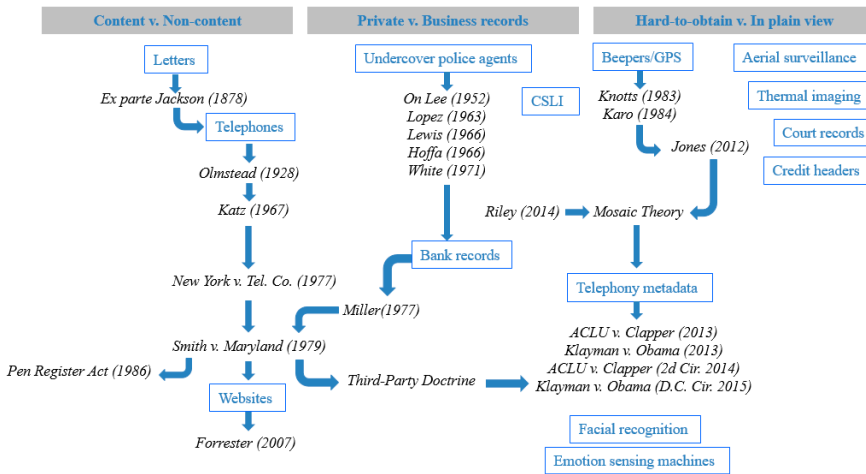 Content v. Non-content
Private v. Business records
Hard-to-obtain v. In plain view
Letters
Ex parte Jackson (1878)
Telephones
Olmstead (1928)
Katz (1967)
New York v. Tel. Co. (1977)
Smith v. Maryland (1979)
Pen Register Act (1986)
Websites
Forrester (2007)
Undercover police agents
On Lee (1952)
Lopez (1963)
Lewis (1966)
Hoffa (1966)
White (1971)
Bank records
Miller(1977)
Third-Party Doctrine
CSLI
Beepers/GPS
Knotts (1983)
Karo (1984)
Jones (2012)
Riley (2014)
Mosaic Theory
Telephony metadata
ACLU v. Clapper (2013)
Klayman v. Obama (2013)
ACLU v. Clapper (2d Cir. 2014)
Klayman v. Obama (D.C. Cir. 2015)
Aerial surveillance
Thermal imaging
Court records
Credit headers
Facial recognition
Emotion sensing machines